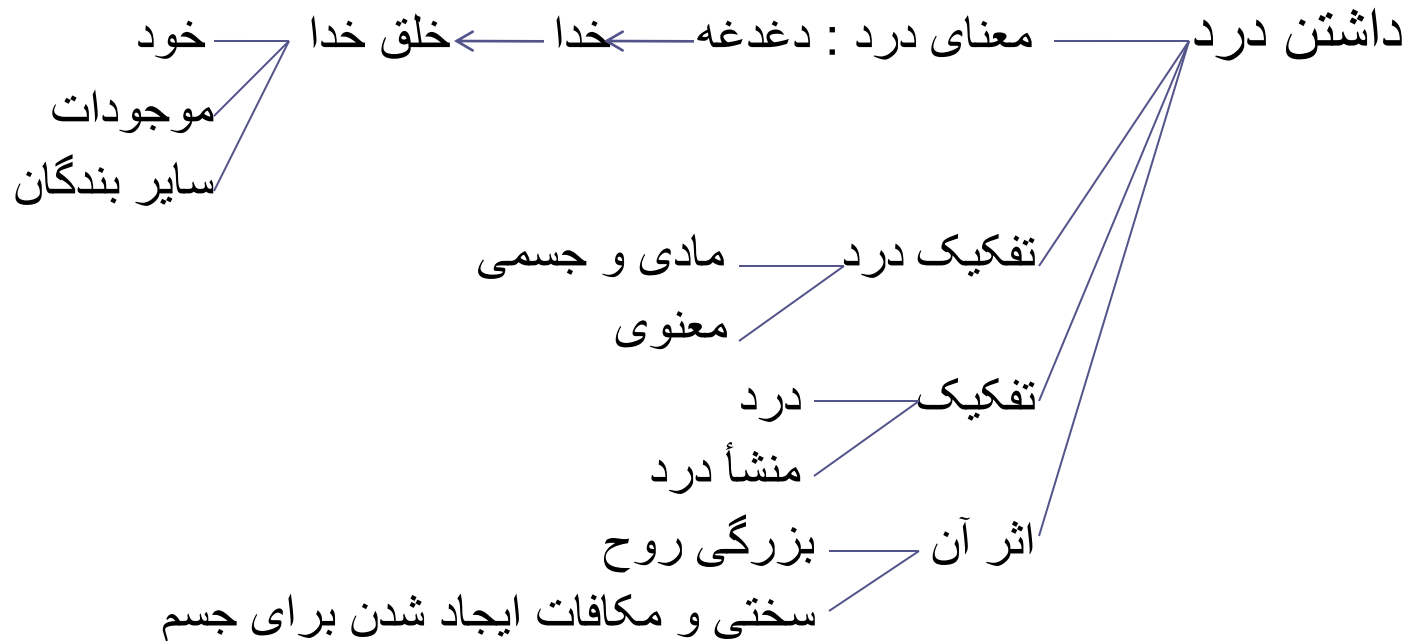 داشتن درد معنای درد : دغدغه خدا خلق خدا خود
موجودات
سایر بندگان
تفکیک درد مادی و جسمی
معنوی
تفکیک درد
منشأ درد
اثر آن بزرگی روح
سختی و مکافات ایجاد شدن برای جسم